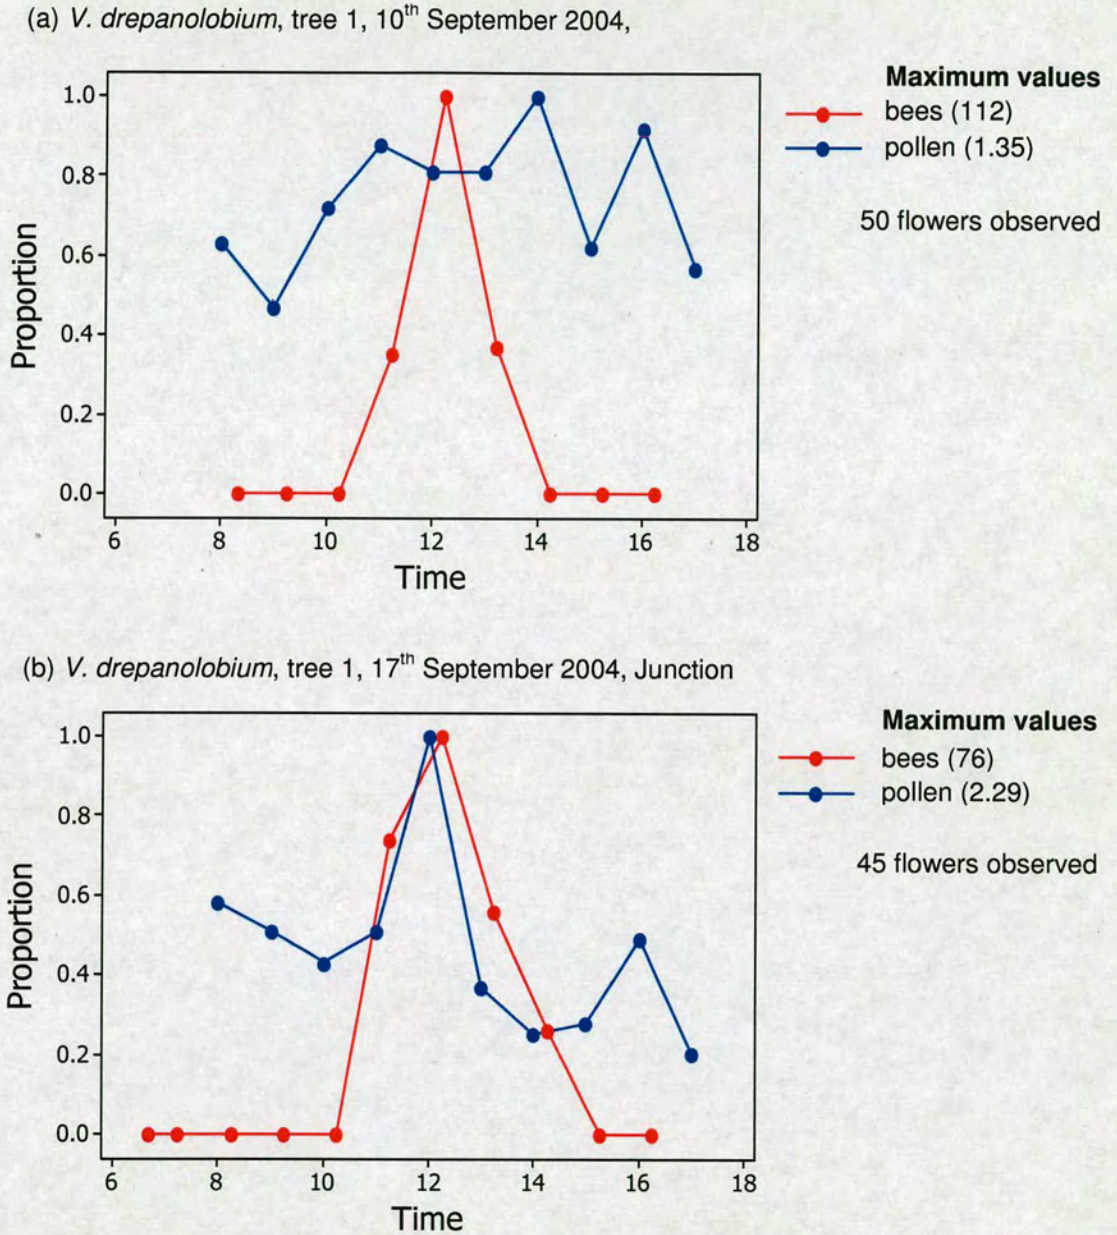 (a) V. drepanolobium, tree 1, 10th September 2004,
Maximum values
bees (112)
pollen (1.35)
50 flowers observed
Proportion
1.0
0.8
0.6
0.4
0.2
0.0
6 8 10 12 14 16 18
Time
(b) V. drepanolobium, tree 1, 17th September 2004, Junction
Maximum values
bees (76)
pollen (2.29)
45 flowers observed
Proportion
1.0
0.8
0.6
0.4
0.2
0.0
6 8 10 12 14 16 18
Time